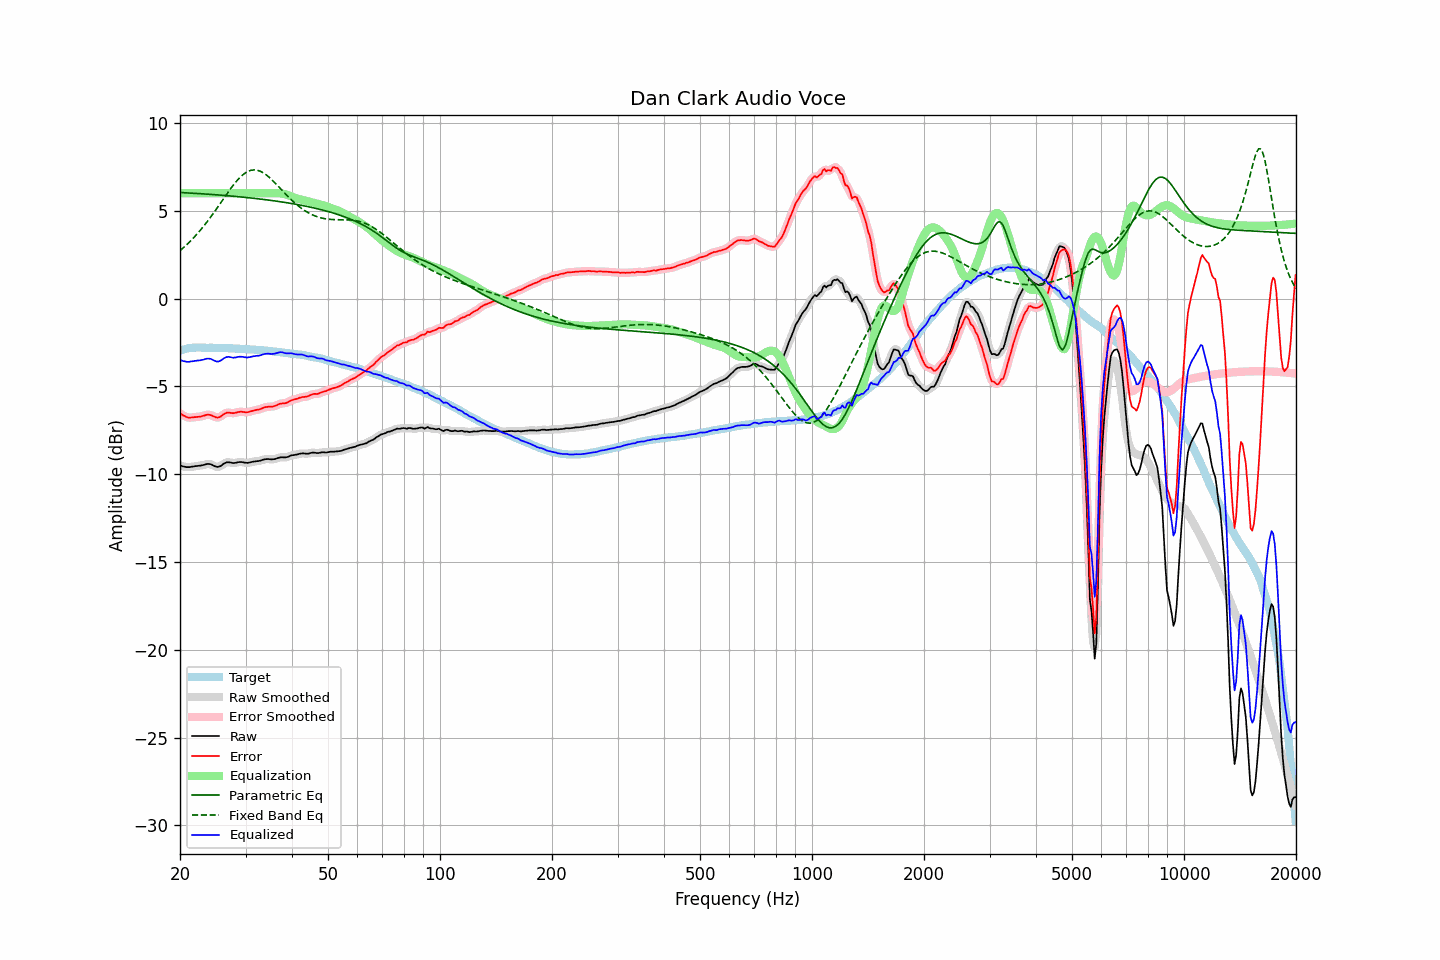 Dan Clark Audio Voce
10
5
0
−5
−10
−15
−20
−25
−30
Amplitude (dBr)
Target
Raw Smoothed
Error Smoothed
Raw
Error
Equalization
Parametric Eq
Fixed Band Eq
Equalized
20 50 100 200 500 1000 2000 5000 10000 20000
Frequency (Hz)